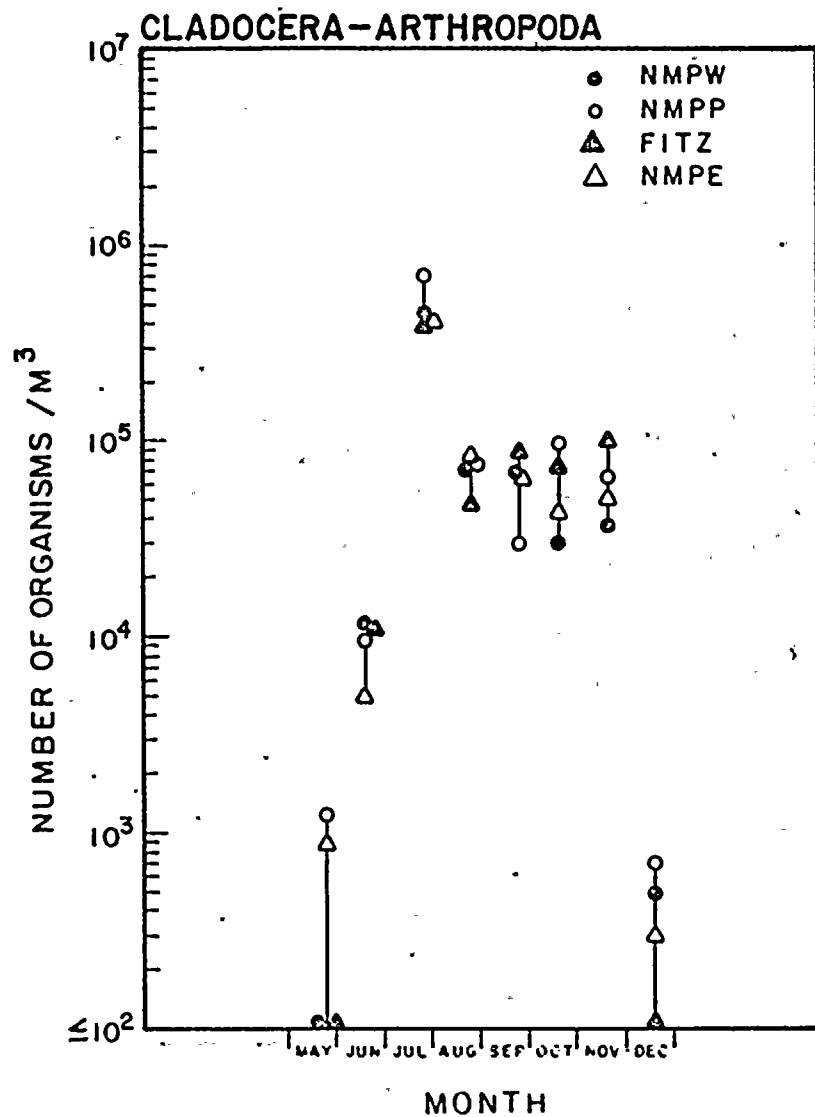 CLADOCERA-ARTHROPODA
10⁷
NMPW
NMPP
FITZ
NMPE
10⁶
10⁵
10⁴
10³
≤10²
NUMBER OF ORGANISMS /M³
MAY JUN JUL AUG SEP OCT NOV DEC
MONTH